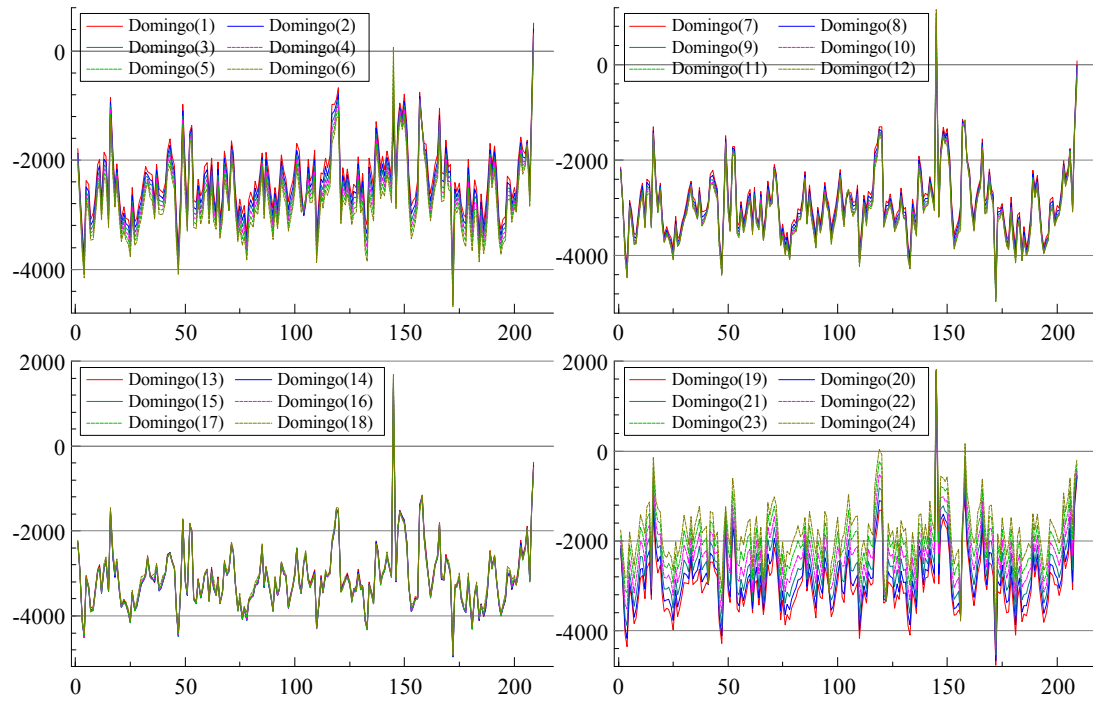 Domingo(1) Domingo(2)
Domingo(3) Domingo(4)
Domingo(5) Domingo(6)
0
-2000
-4000
0 50 100 150 200
Domingo(7) Domingo(8)
Domingo(9) Domingo(10)
Domingo(11) Domingo(12)
0
-2000
-4000
0 50 100 150 200
Domingo(13) Domingo(14)
Domingo(15) Domingo(16)
Domingo(17) Domingo(18)
2000
0
-2000
-4000
0 50 100 150 200
Domingo(19) Domingo(20)
Domingo(21) Domingo(22)
Domingo(23) Domingo(24)
2000
0
-2000
-4000
0 50 100 150 200